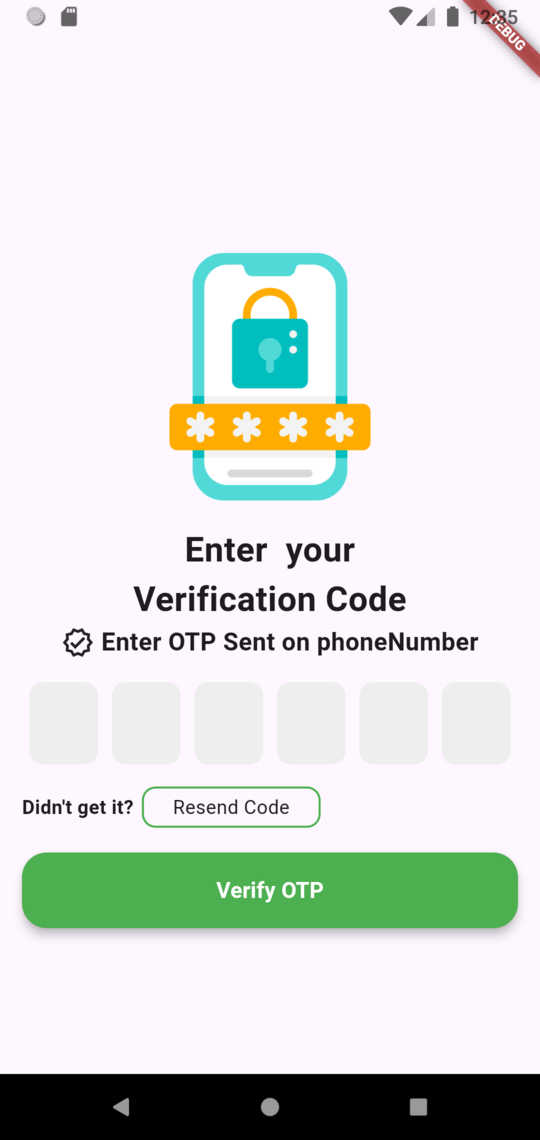 12:35
DEBUG
Enter  your
Verification Code
Enter OTP Sent on phoneNumber
Didn't get it?
Resend Code
Verify OTP